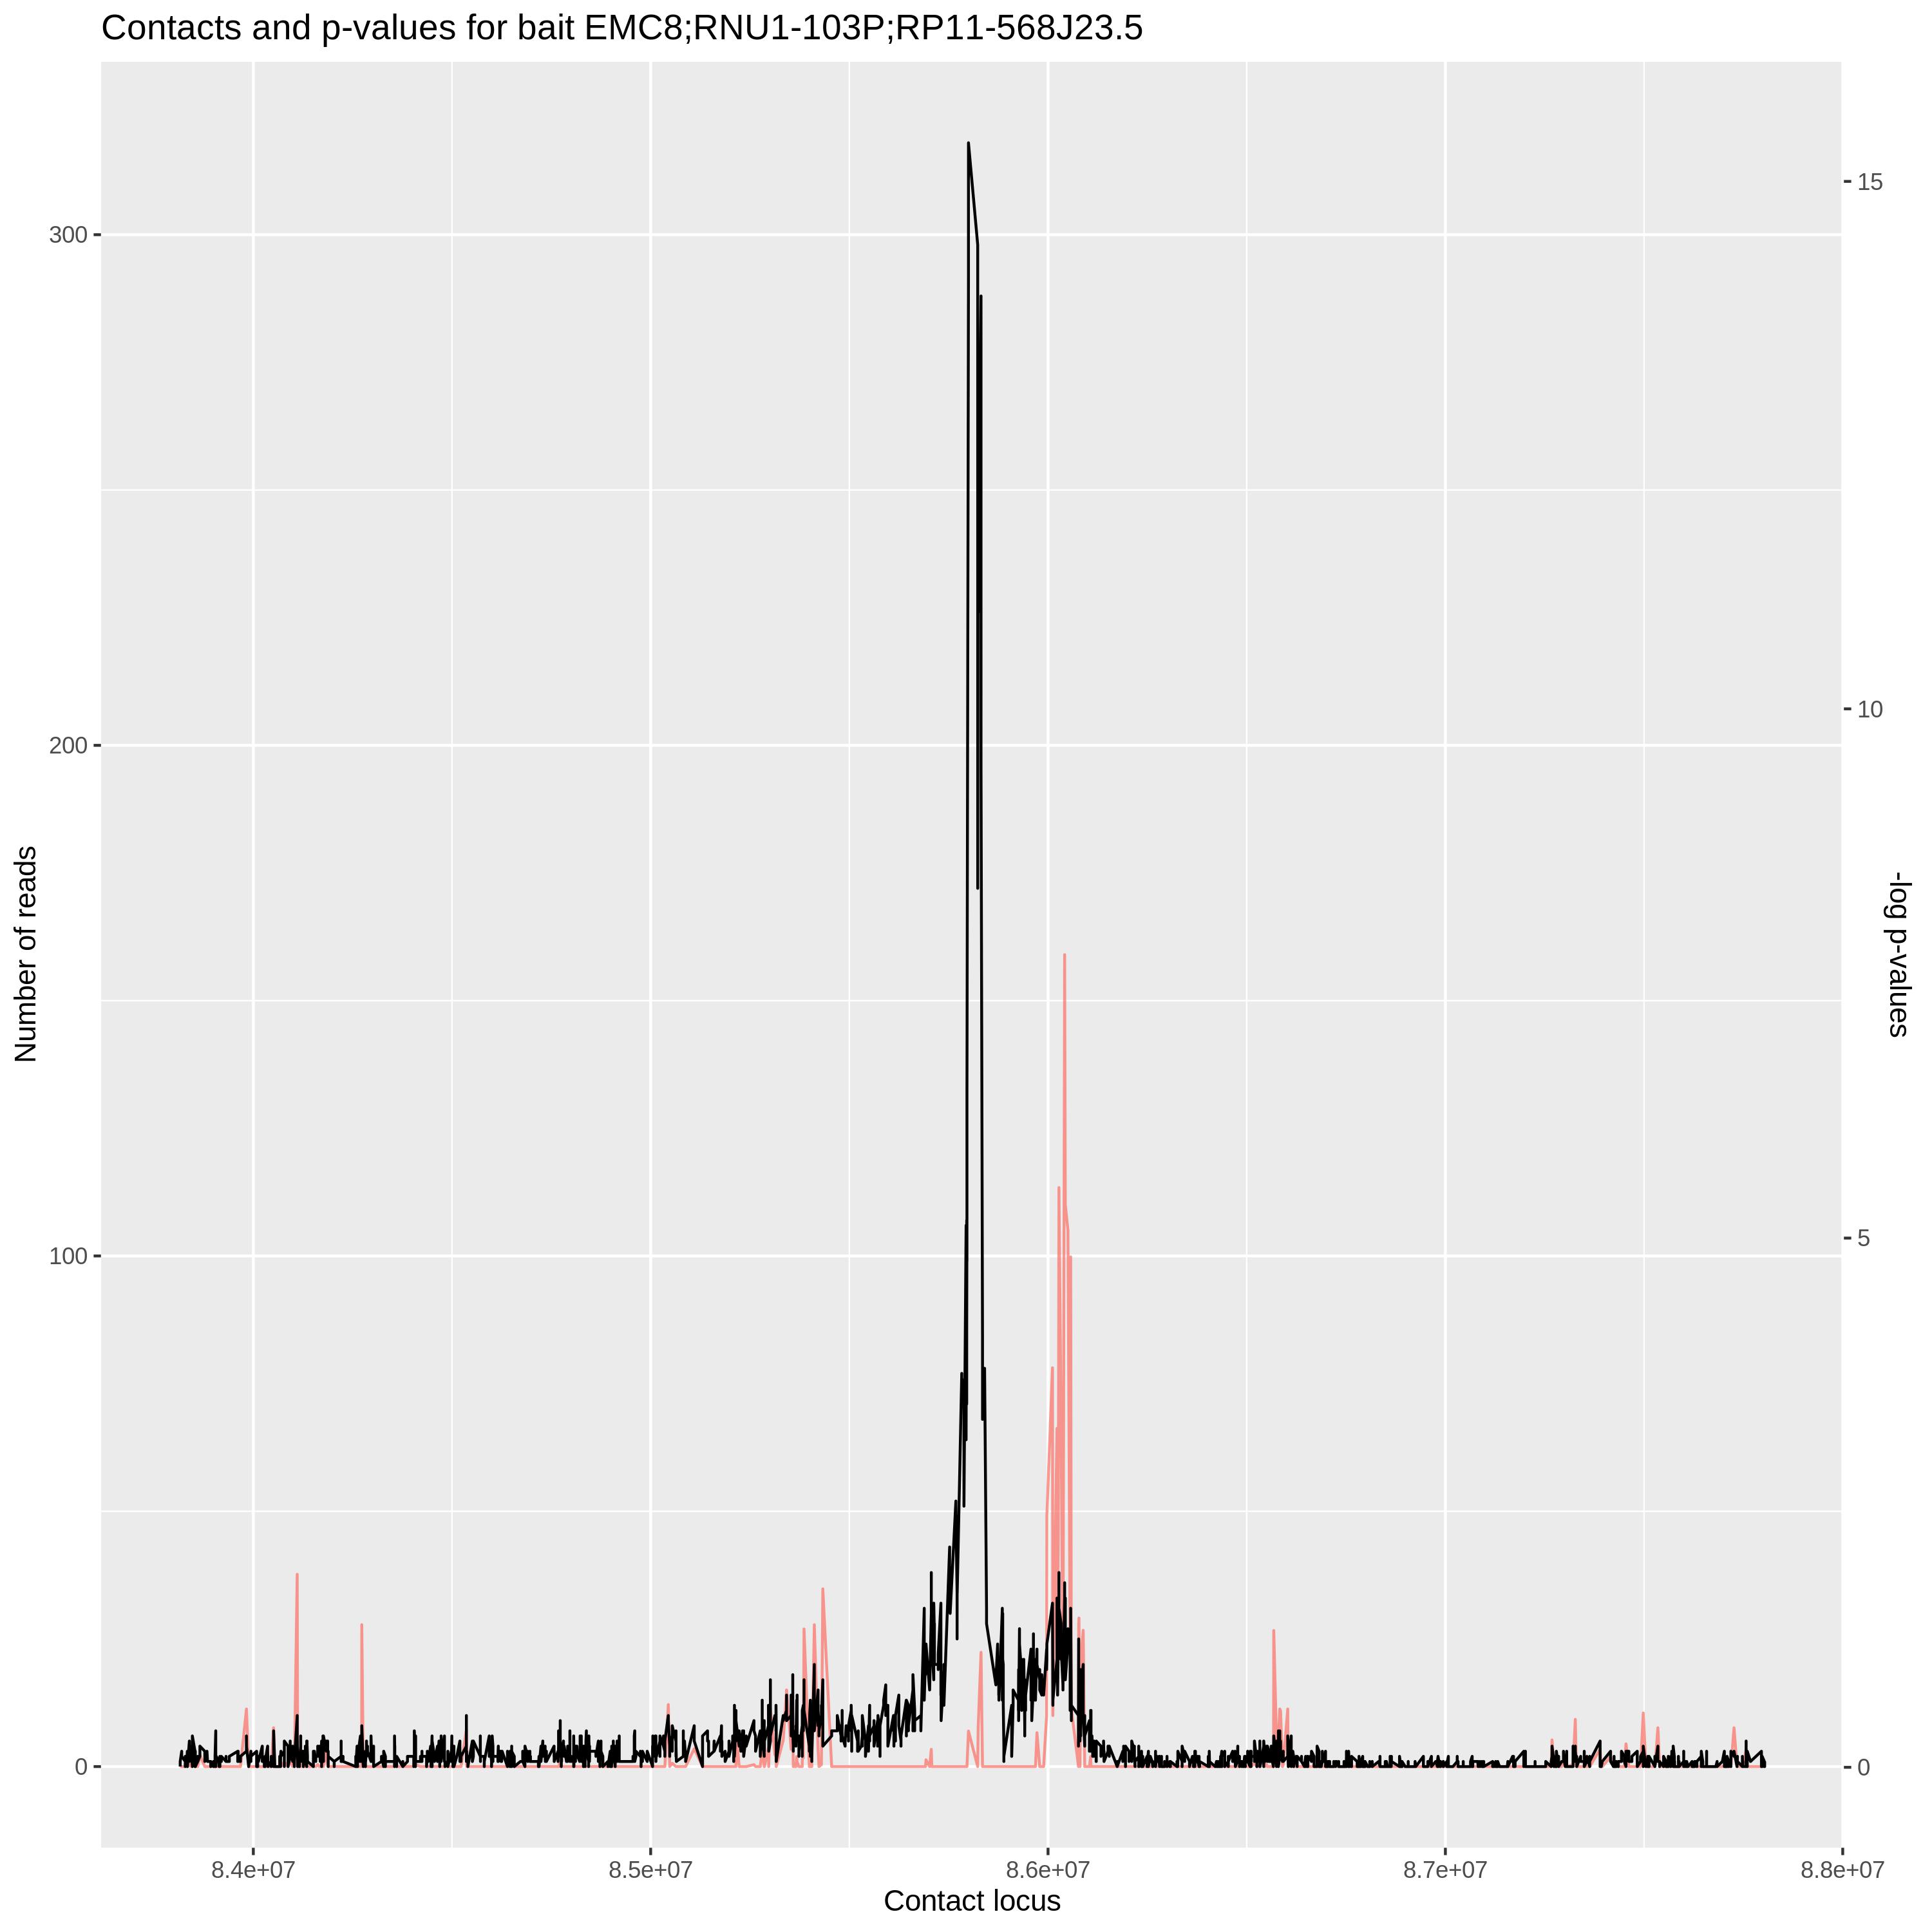 Contacts and p-values for bait EMC8;RNU1-103P;RP11-568J23.5
300
200
100
0
Number of reads
15
10
5
0
-log p-values
8.4e+07
8.5e+07
8.6e+07
8.7e+07
8.8e+07
Contact locus